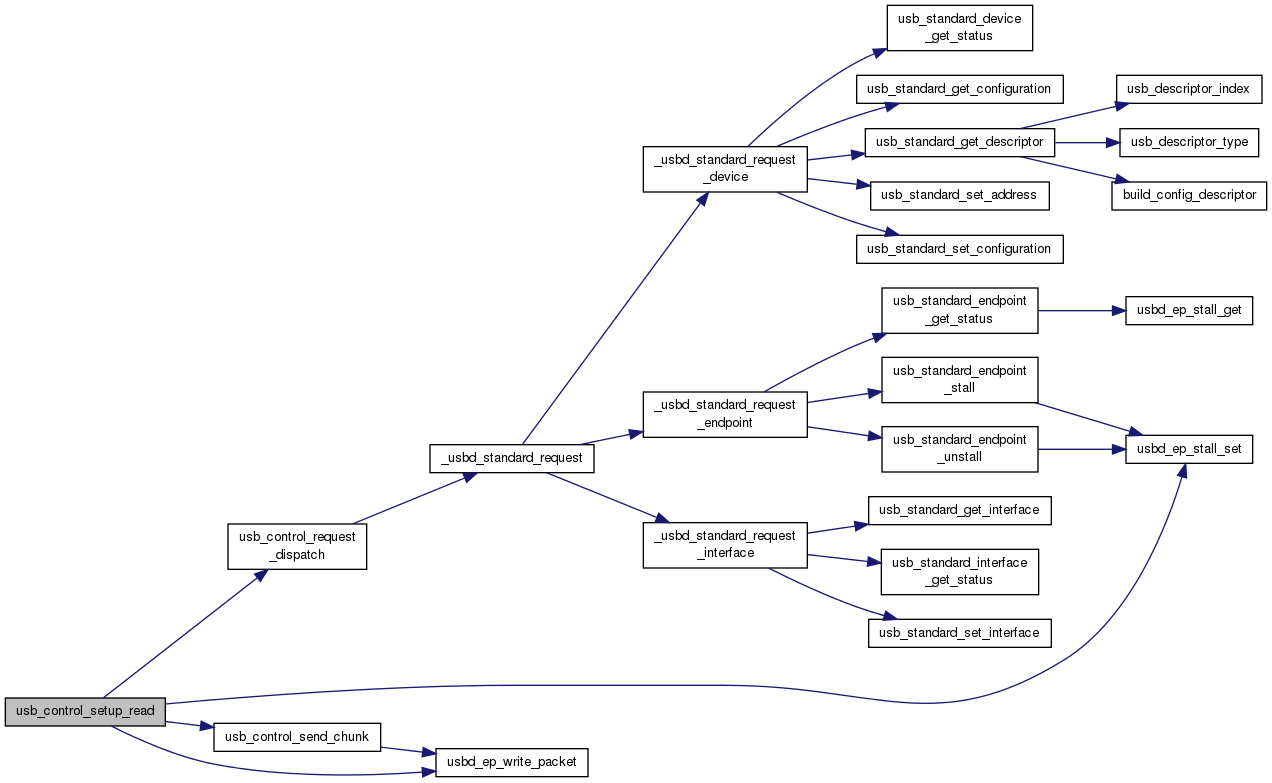 usb_standard_device
_get_status
usb_standard_get_configuration
usb_descriptor_index
usb_standard_get_descriptor
usb_descriptor_type
_usbd_standard_request
_device
usb_standard_set_address
build_config_descriptor
usb_standard_set_configuration
usb_standard_endpoint
_get_status
usbd_ep_stall_get
usb_standard_endpoint
_stall
_usbd_standard_request
_endpoint
usb_standard_endpoint
_unstall
usbd_ep_stall_set
_usbd_standard_request
usb_standard_get_interface
usb_control_request
_dispatch
_usbd_standard_request
_interface
usb_standard_interface
_get_status
usb_standard_set_interface
usb_control_setup_read
usb_control_send_chunk
usbd_ep_write_packet